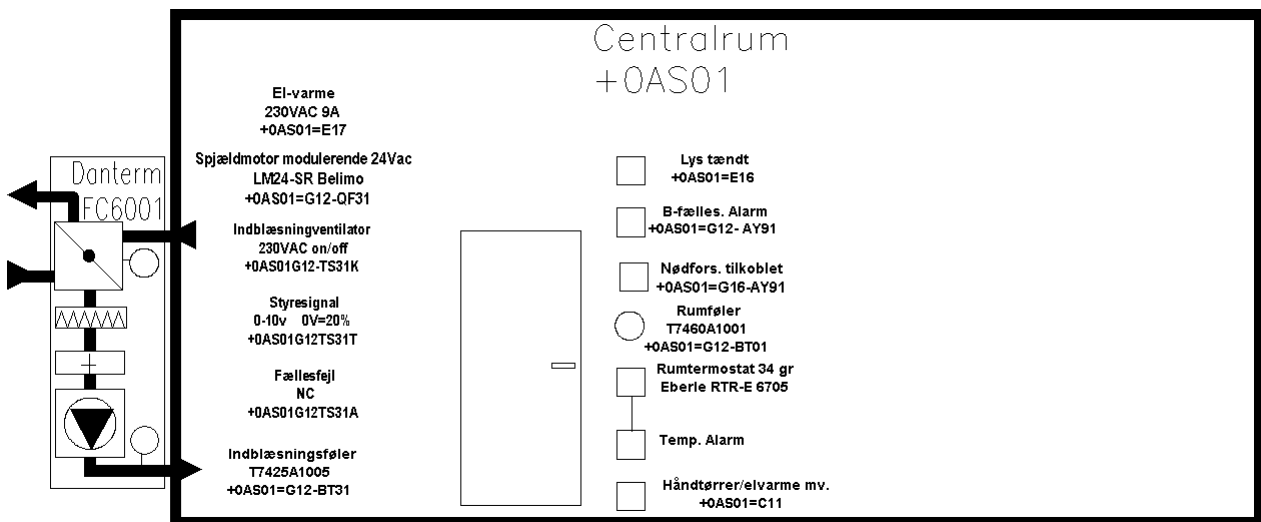 Centralrum
+0AS01
Danterm
FC6001
El-varme
230VAC 9A
+0AS01=E17
Spjældmotor modulerende 24Vac
LM24-SR Belimo
+0AS01=G12-QF31
Indblæsningventilator
230VAC on/off
+0AS01G12-TS31K
Styresignal
0-10v 0V=20%
+0AS01G12TS31T
Fællesfejl
NC
+0AS01G12TS31A
Indblæsningsføler
T7425A1005
+0AS01=G12-BT31
Lys tændt
+0AS01=E16
B-fælles. Alarm
+0AS01=G12- AY91
Nødfors. tilkoblet
+0AS01=G16-AY91
Rumføler
T7460A1001
+0AS01=G12-BT01
Rumtermostat 34 gr
Eberle RTR-E 6705
Temp. Alarm
Håndtørrer/elvarme mv.
+0AS01=C11